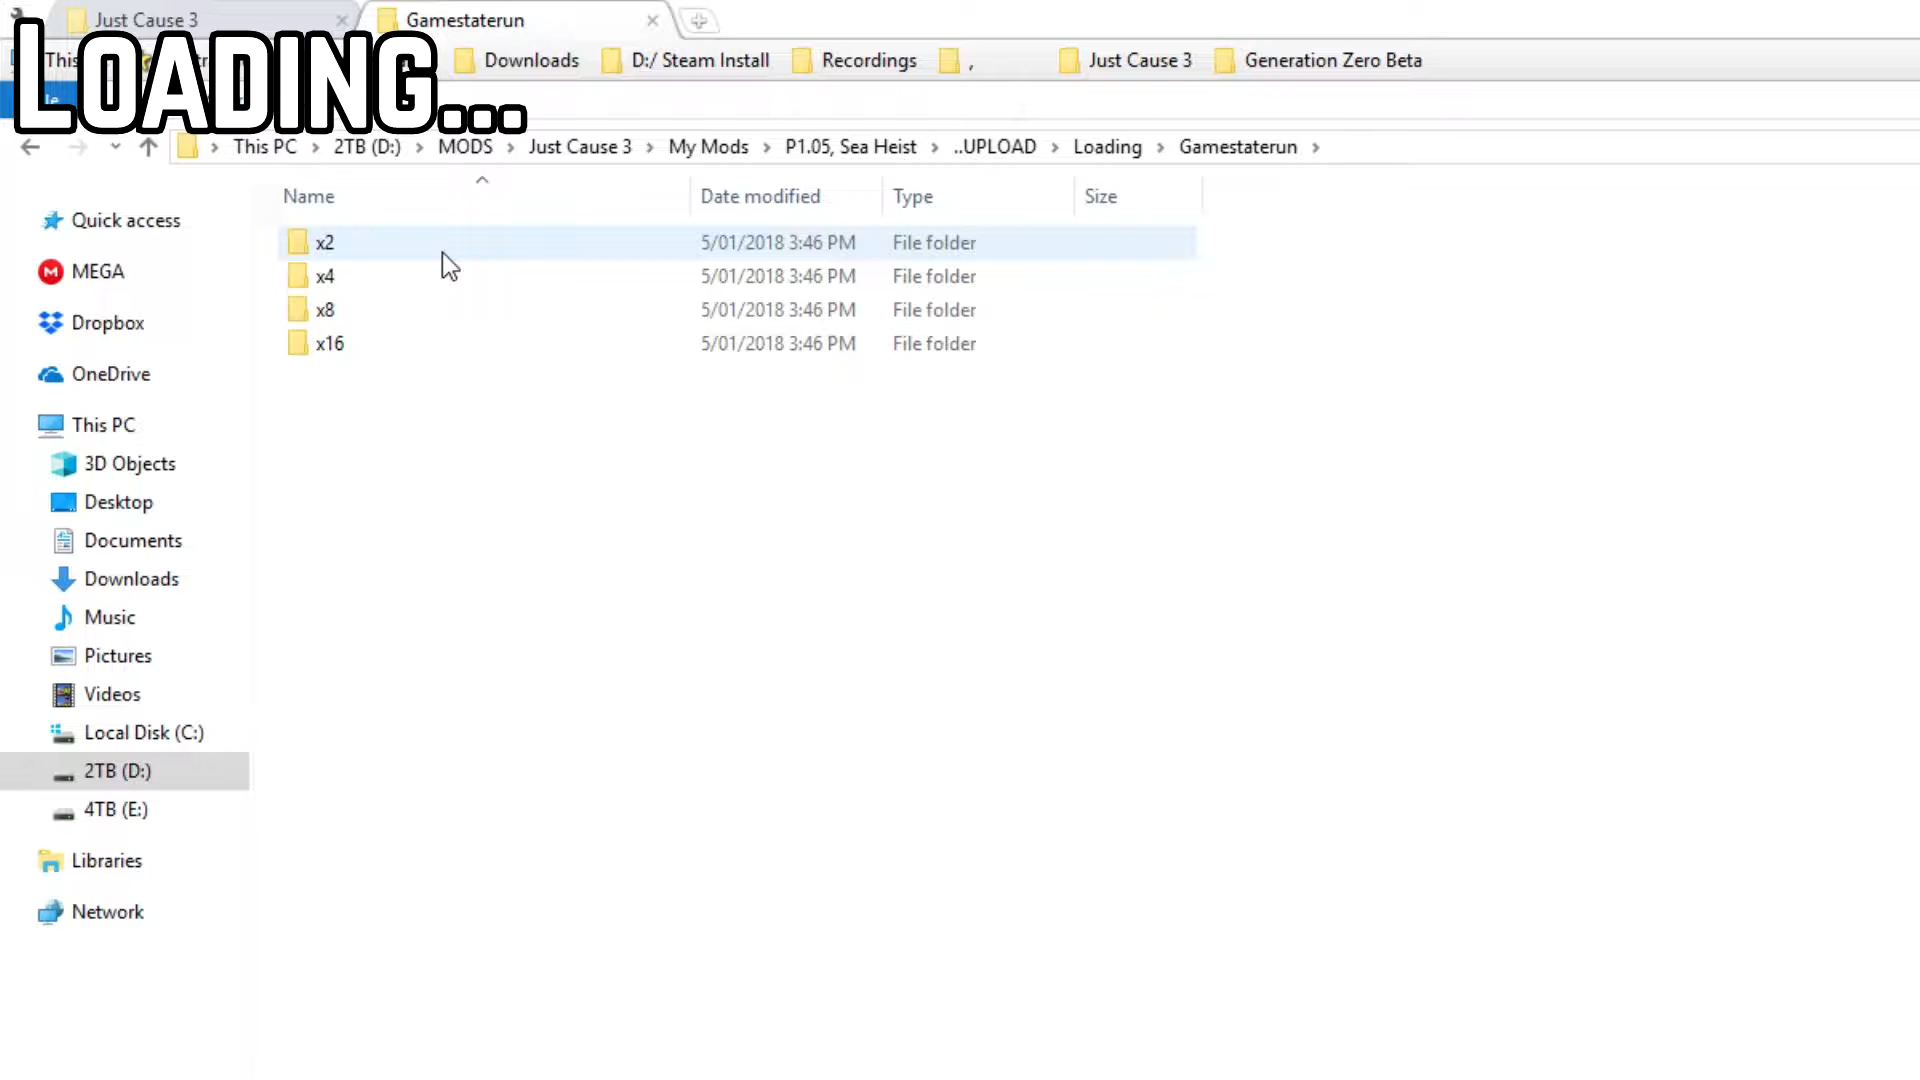 Just Cause 3
Gamestaterun
LOADING...
This
Downloads
D:/ Steam Install
Recordings
,
Just Cause 3
Generation Zero Beta
This PC > 2TB (D:) > MODS > Just Cause 3 > My Mods > P1.05, Sea Heist > ..UPLOAD > Loading > Gamestaterun >
Name Date modified Type Size
x2 5/01/2018 3:46 PM File folder
x4 5/01/2018 3:46 PM File folder
x8 5/01/2018 3:46 PM File folder
x16 5/01/2018 3:46 PM File folder
Quick access
MEGA
Dropbox
OneDrive
This PC
3D Objects
Desktop
Documents
Downloads
Music
Pictures
Videos
Local Disk (C:)
2TB (D:)
4TB (E:)
Libraries
Network